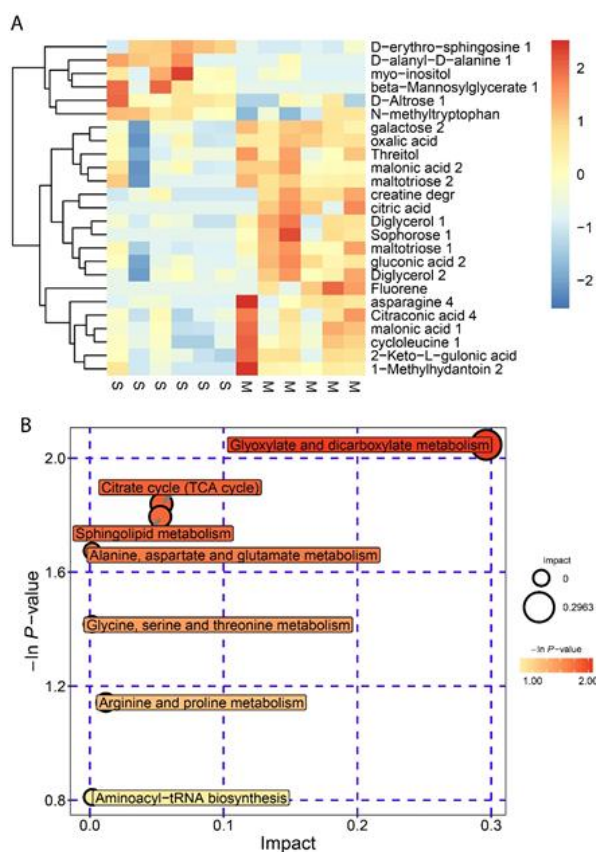 A
D-erythro-sphingosine 1
D-alanyl-D-alanine 1
myo-inositol
beta-Mannosylglycerate 1
D-Altrose 1
N-methyltryptophan
galactose 2
oxalic acid
Threitol
malonic acid 2
maltotriose 2
creatine degr
citric acid
Diglycerol 1
Sophorose 1
maltotriose 1
gluconic acid 2
Diglycerol 2
Fluorene
asparagine 4
Citraconic acid 4
malonic acid 1
cycloleucine 1
2-Keto-L-gulonic acid
1-Methylhydantoin 2
2
1
0
−1
−2
S S S S S S M M M M M M
B
Glyoxylate and dicarboxylate metabolism
Citrate cycle (TCA cycle)
Sphingolipid metabolism
Alanine, aspartate and glutamate metabolism
Glycine, serine and threonine metabolism
Arginine and proline metabolism
Aminoacyl−tRNA biosynthesis
2.0
1.6
1.2
0.8
−ln P-value
0.0 0.1 0.2 0.3
Impact
Impact
0
0.2963
−ln P-value
1.00 2.00